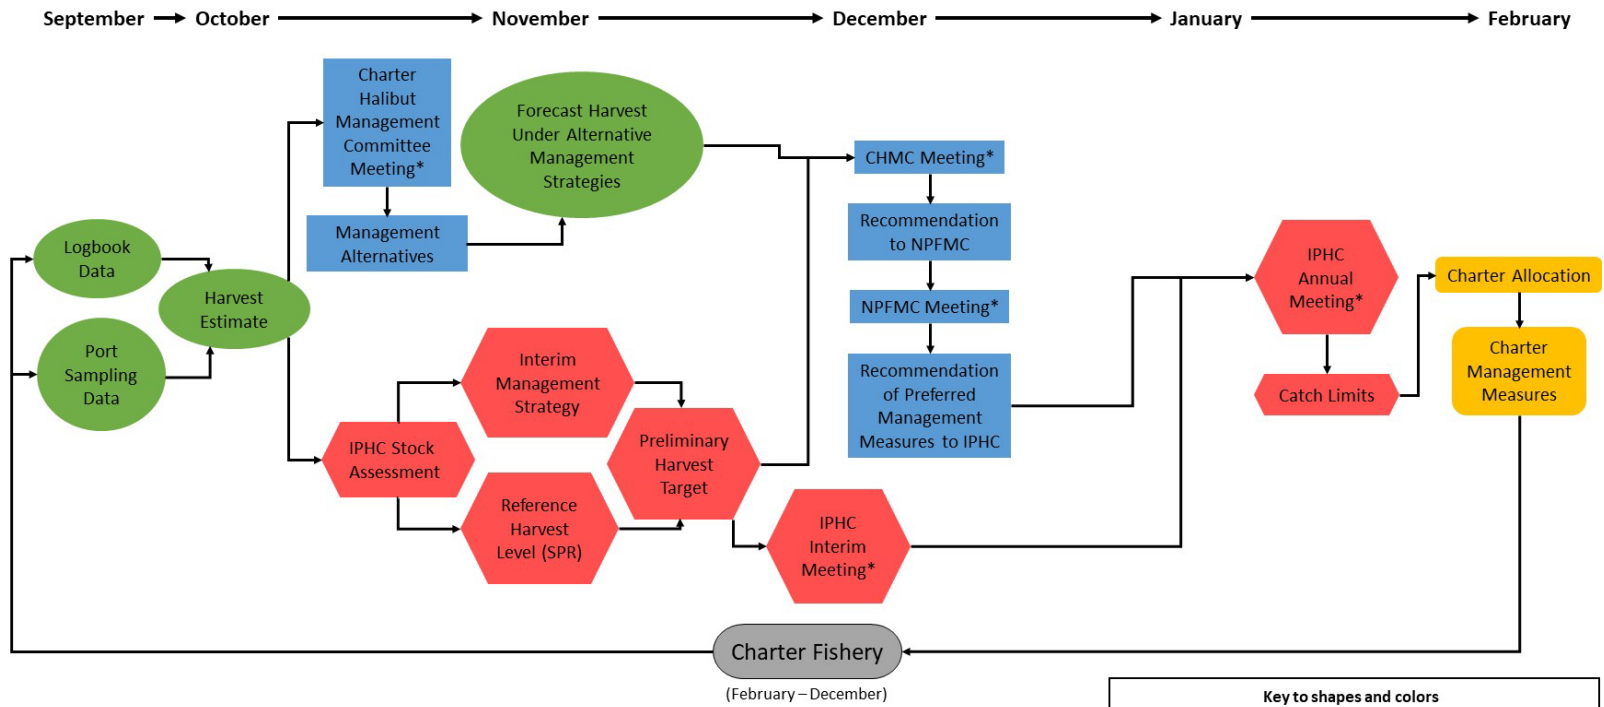 September
October
November
December
January
February
Charter
Halibut
Management
Committee
Meeting*
Management
Alternatives
Forecast Harvest
Under Alternative
Management
Strategies
Logbook
Data
Harvest
Estimate
Port
Sampling
Data
Interim
Management
Strategy
IPHC Stock
Assessment
Reference
Harvest
Level (SPR)
Preliminary
Harvest
Target
IPHC
Interim
Meeting*
CHMC Meeting*
Recommendation
to NPFMC
NPFMC Meeting*
Recommendation
of Preferred
Management
Measures to IPHC
IPHC
Annual
Meeting*
Catch Limits
Charter Allocation
Charter
Management
Measures
Charter Fishery
(February – December)
Key to shapes and colors